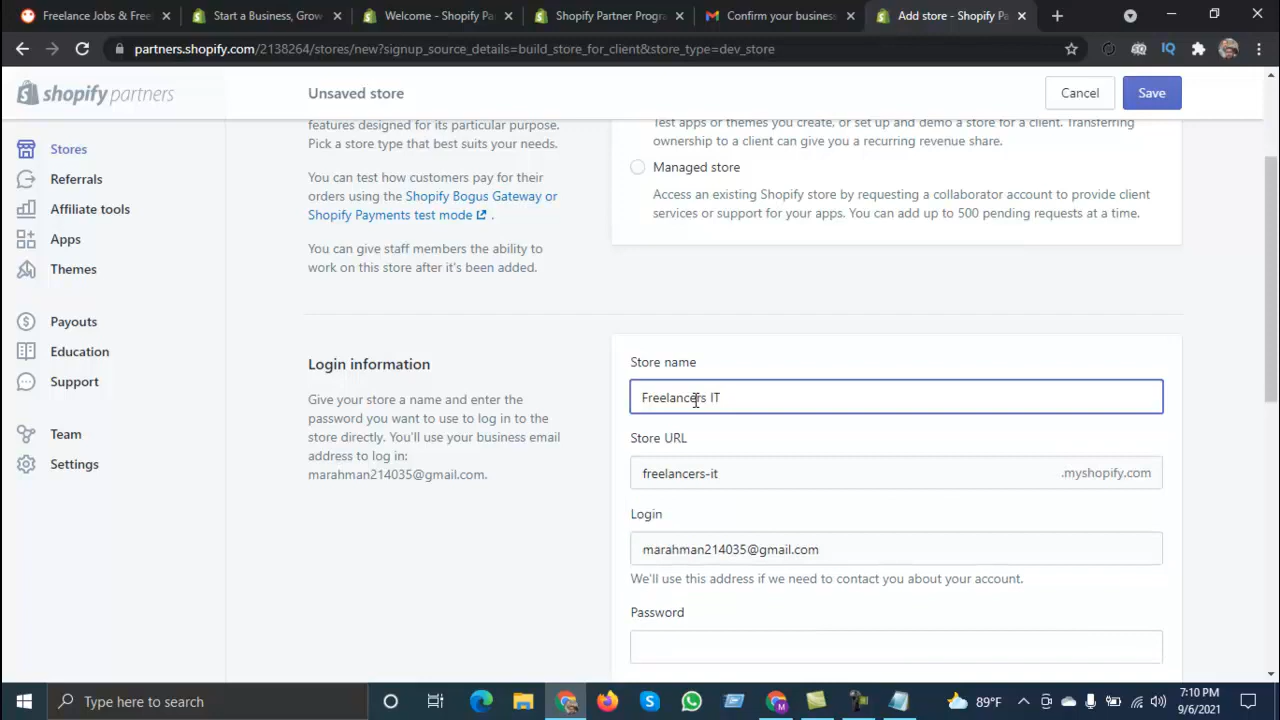 Freelance Jobs & Free
Start a Business, Grow
Welcome - Shopify Pa
Shopify Partner Progr
Confirm your business
Add store - Shopify Pa
partners.shopify.com/2138264/stores/new?signup_source_details=build_store_for_client&store_type=dev_store
IQ
shopify partners
Unsaved store
Cancel
Save
Stores
Referrals
Affiliate tools
Apps
Themes
Payouts
Education
Support
Team
Settings
features designed for its particular purpose.
Pick a store type that best suits your needs.
You can test how customers pay for their
orders using the Shopify Bogus Gateway or
Shopify Payments test mode .
You can give staff members the ability to
work on this store after it's been added.
Test apps or themes you create, or set up and demo a store for a client. Transferring
ownership to a client can give you a recurring revenue share.
Managed store
Access an existing Shopify store by requesting a collaborator account to provide client
services or support for your apps. You can add up to 500 pending requests at a time.
Login information
Give your store a name and enter the
password you want to use to log in to the
store directly. You'll use your business email
address to log in:
marahman214035@gmail.com.
Store name
Freelancers IT
Store URL
freelancers-it
.myshopify.com
Login
marahman214035@gmail.com
We'll use this address if we need to contact you about your account.
Password
Type here to search
89°F
7:10 PM
9/6/2021